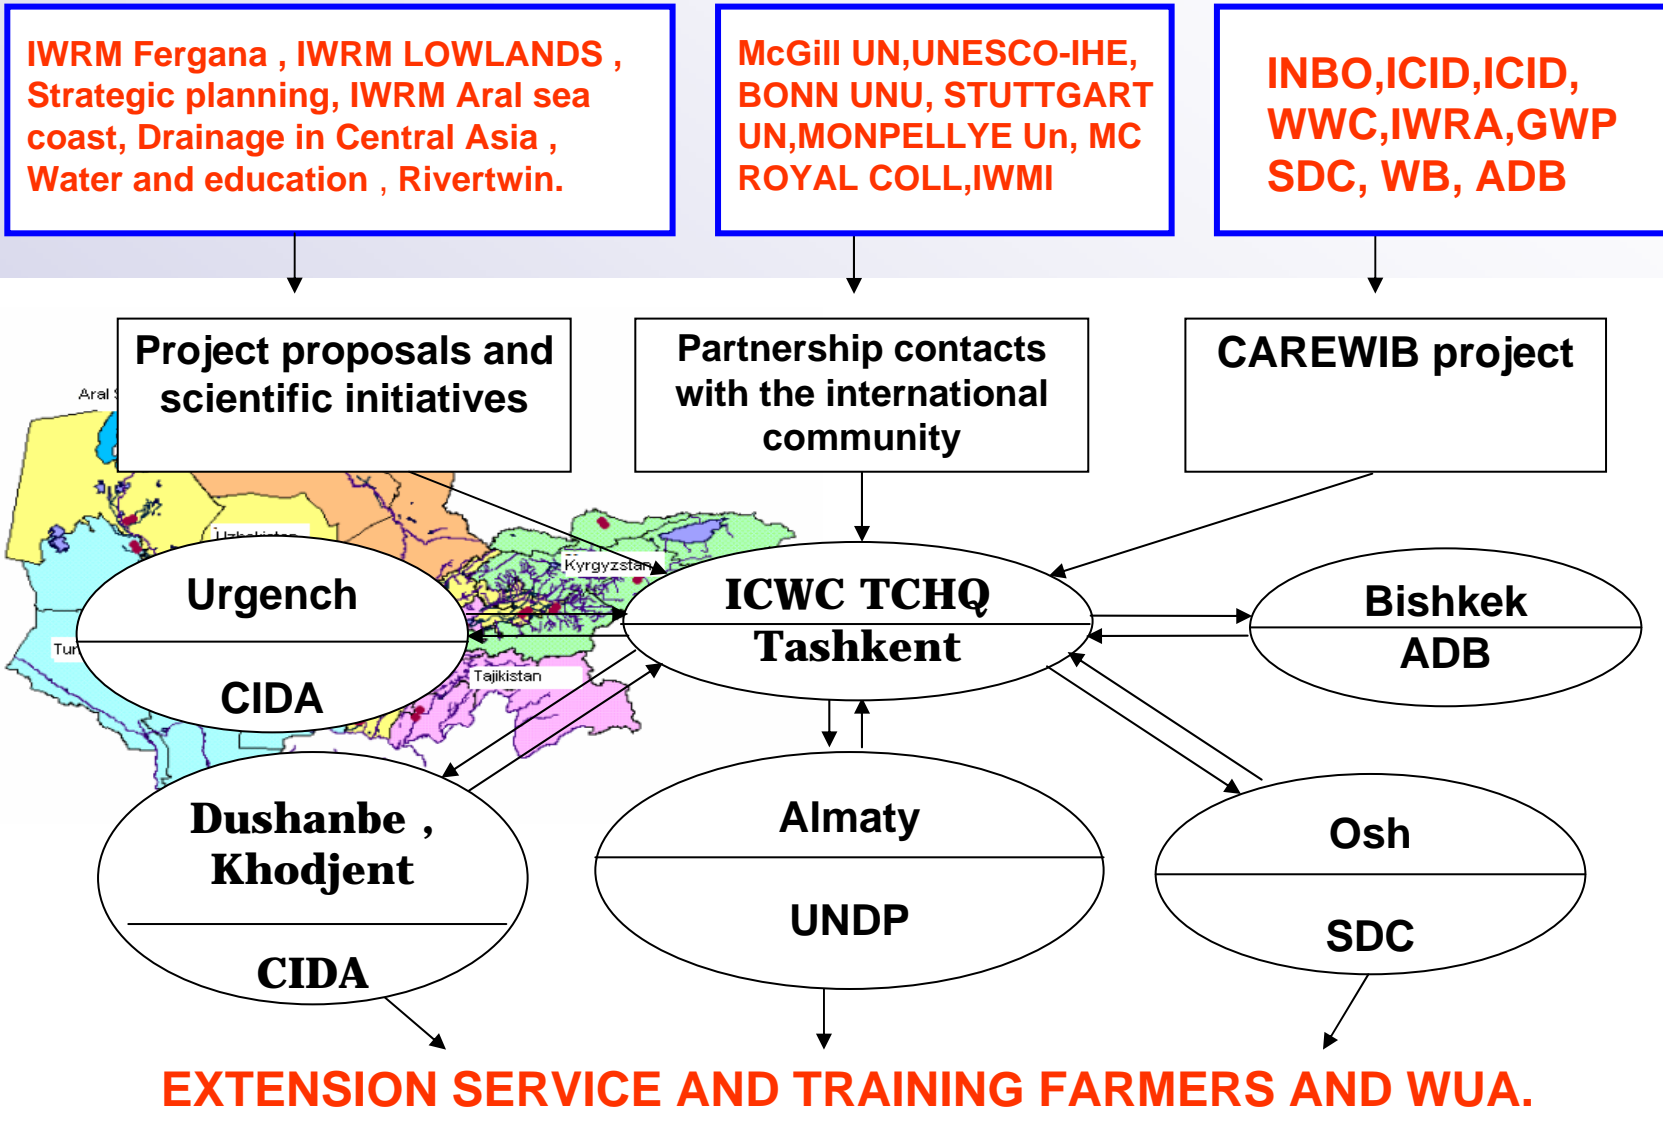 IWRM Fergana , IWRM LOWLANDS ,
Strategic planning, IWRM Aral sea
coast, Drainage in Central Asia ,
Water and education , Rivertwin.
McGill UN,UNESCO-IHE,
BONN UNU, STUTTGART
UN,MONPELLYE Un, MC
ROYAL COLL,IWMI
INBO,ICID,ICID,
WWC,IWRA,GWP
SDC, WB, ADB
Project proposals and
scientific initiatives
Partnership contacts
with the international
community
CAREWIB project
Aral
Kyrgyzstan
Tajikistan
Urgench
CIDA
ICWC TCHQ
Tashkent
Bishkek
ADB
Dushanbe ,
Khodjent
CIDA
Almaty
UNDP
Osh
SDC
EXTENSION SERVICE AND TRAINING FARMERS AND WUA.